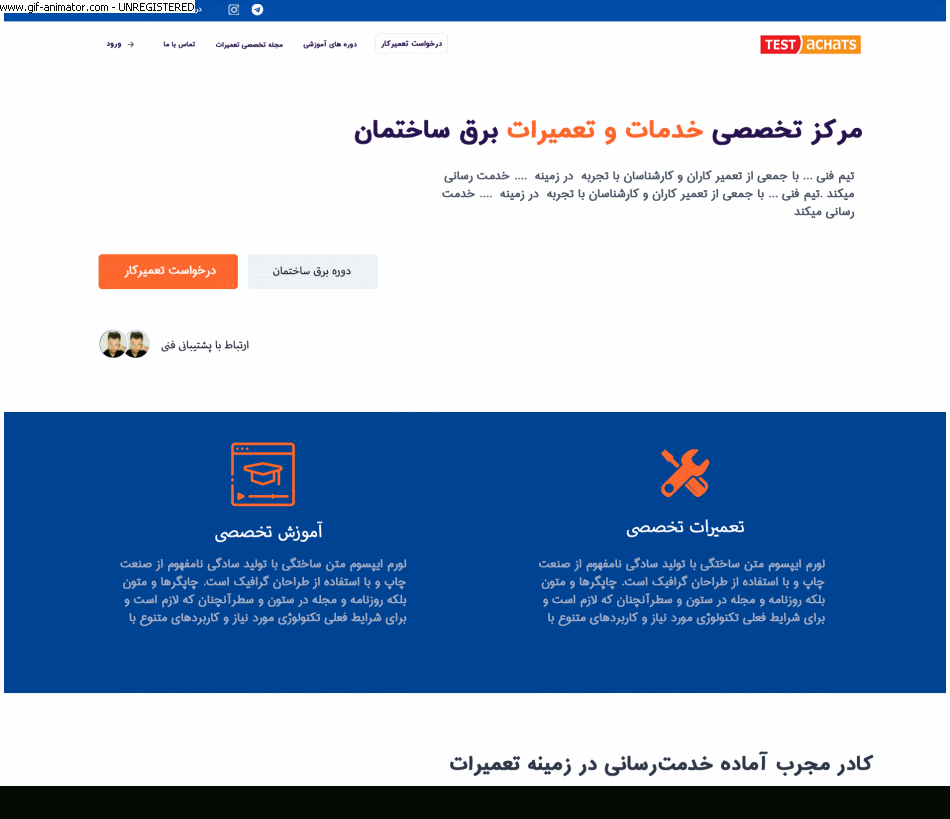 www.gif-animator.com - UNREGISTERED
TEST ACHATS
درخواست تعمیرکار
دوره های آموزشی
مجله تخصصی تعمیرات
تماس با ما
ورود
مرکز تخصصی خدمات و تعمیرات برق ساختمان
تیم فنی ... با جمعی از تعمیر کاران و کارشناسان با تجربه در زمینه .... خدمت رسانی
میکند .تیم فنی ... با جمعی از تعمیر کاران و کارشناسان با تجربه در زمینه .... خدمت
رسانی میکند
دوره برق ساختمان
درخواست تعمیرکار
ارتباط با پشتیبانی فنی
تعمیرات تخصصی
لورم ایپسوم متن ساختگی با تولید سادگی نامفهوم از صنعت
چاپ و با استفاده از طراحان گرافیک است. چاپگرها و متون
بلکه روزنامه و مجله در ستون و سطرآنچنان که لازم است و
برای شرایط فعلی تکنولوژی مورد نیاز و کاربردهای متنوع با
آموزش تخصصی
لورم ایپسوم متن ساختگی با تولید سادگی نامفهوم از صنعت
چاپ و با استفاده از طراحان گرافیک است. چاپگرها و متون
بلکه روزنامه و مجله در ستون و سطرآنچنان که لازم است و
برای شرایط فعلی تکنولوژی مورد نیاز و کاربردهای متنوع با
کادر مجرب آماده خدمت‌رسانی در زمینه تعمیرات